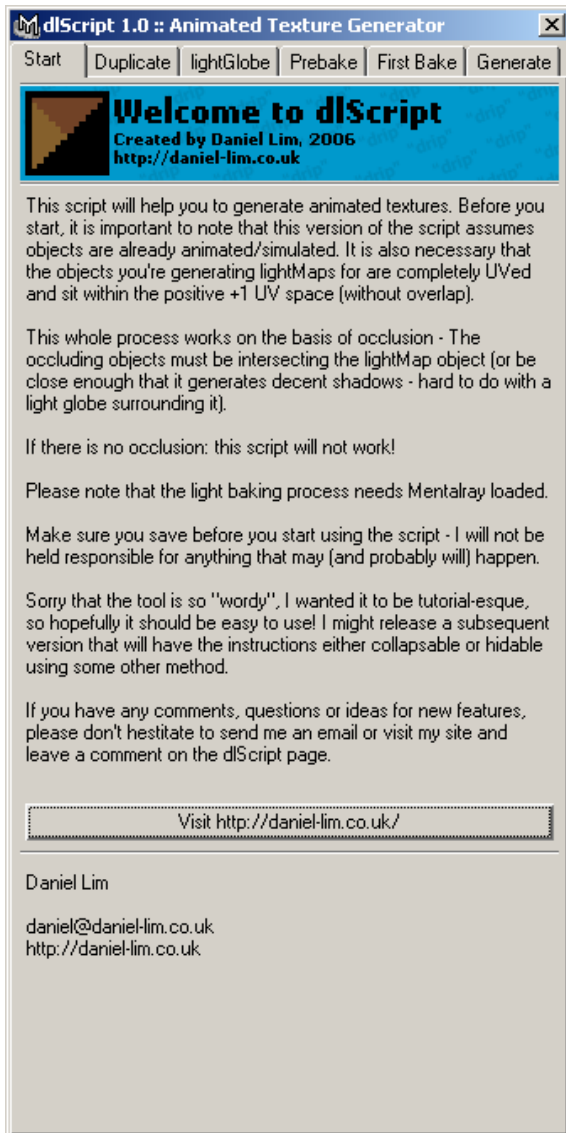 dlScript 1.0 :: Animated Texture Generator
Start Duplicate lightGlobe Prebake First Bake Generate
Welcome to dlScript
Created by Daniel Lim, 2006
http://daniel-lim.co.uk
"drip" "drip" "drip" "drip" "drip"
This script will help you to generate animated textures. Before you
start, it is important to note that this version of the script assumes
objects are already animated/simulated. It is also necessary that
the objects you're generating lightMaps for are completely UVed
and sit within the positive +1 UV space (without overlap).
This whole process works on the basis of occlusion - The
occluding objects must be intersecting the lightMap object (or be
close enough that it generates decent shadows - hard to do with a
light globe surrounding it).
If there is no occlusion: this script will not work!
Please note that the light baking process needs Mentalray loaded.
Make sure you save before you start using the script - I will not be
held responsible for anything that may (and probably will) happen.
Sorry that the tool is so "wordy", I wanted it to be tutorial-esque,
so hopefully it should be easy to use! I might release a subsequent
version that will have the instructions either collapsable or hidable
using some other method.
If you have any comments, questions or ideas for new features,
please don't hestitate to send me an email or visit my site and
leave a comment on the dlScript page.
Visit http://daniel-lim.co.uk/
Daniel Lim
daniel@daniel-lim.co.uk
http://daniel-lim.co.uk